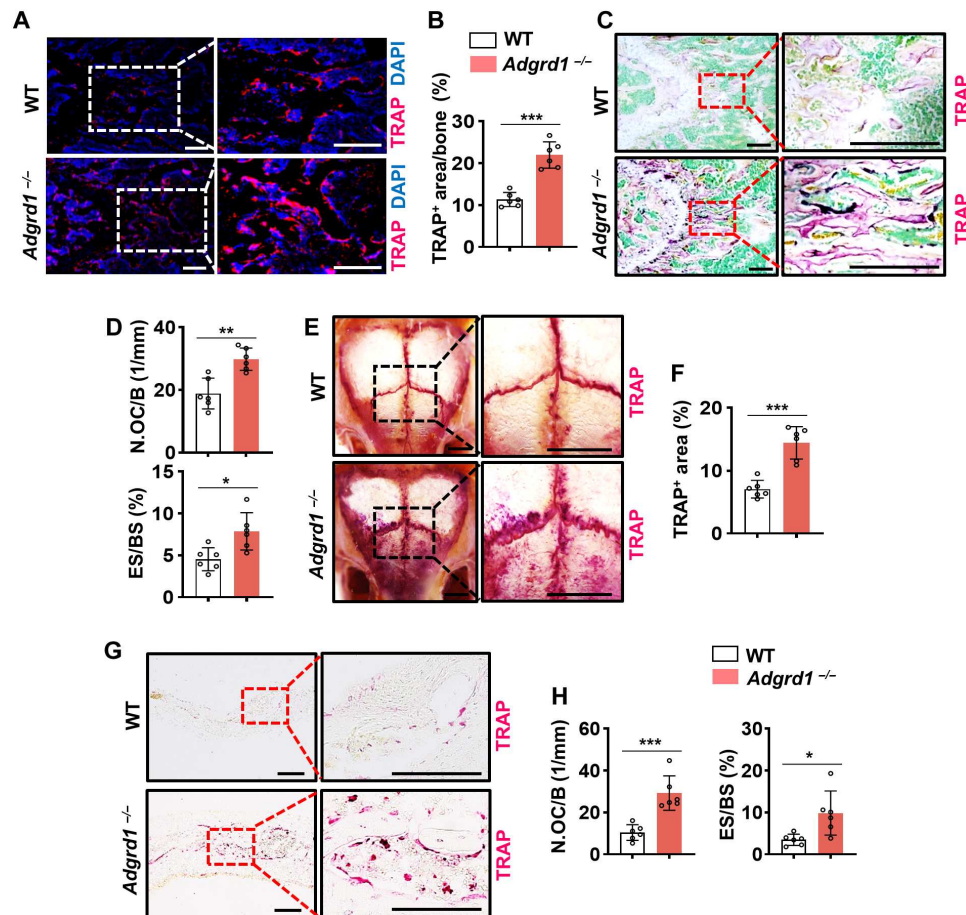 A
WT
Adgrd1 −/−
TRAP DAPI
TRAP DAPI
B
WT
Adgrd1 −/−
TRAP+ area/bone (%)
30
20
10
0
***
C
WT
Adgrd1 −/−
TRAP
TRAP
D
N.OC/B (1/mm)
40
20
0
**
ES/BS (%)
15
10
5
0
*
E
WT
Adgrd1 −/−
TRAP
TRAP
F
TRAP+ area (%)
20
10
0
***
G
WT
Adgrd1 −/−
TRAP
TRAP
WT
Adgrd1 −/−
H
N.OC/B (1/mm)
60
40
20
0
***
ES/BS (%)
30
20
10
0
*